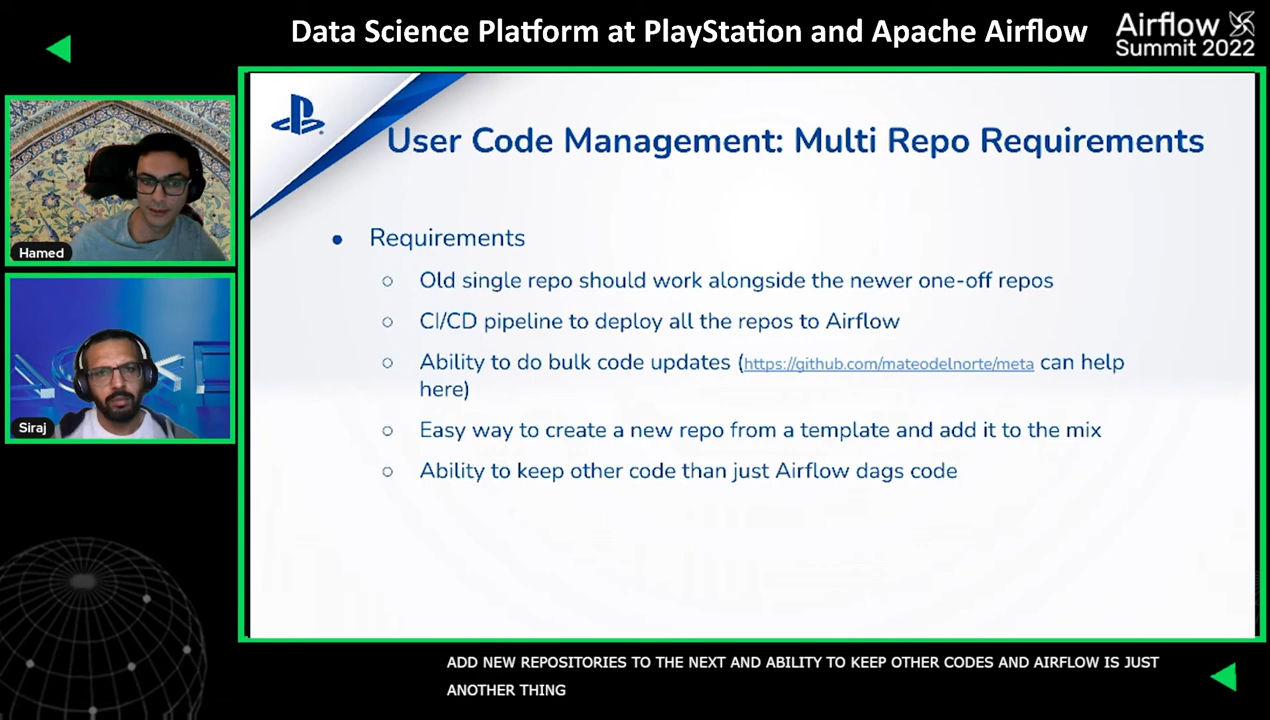 Data Science Platform at PlayStation and Apache Airflow
Airflow
Summit 2022
User Code Management: Multi Repo Requirements
Hamed
Siraj
Requirements
Old single repo should work alongside the newer one-off repos
CI/CD pipeline to deploy all the repos to Airflow
Ability to do bulk code updates (https://github.com/mateodelnorte/meta can help
here)
Easy way to create a new repo from a template and add it to the mix
Ability to keep other code than just Airflow dags code
ADD NEW REPOSITORIES TO THE NEXT AND ABILITY TO KEEP OTHER CODES AND AIRFLOW IS JUST
ANOTHER THING